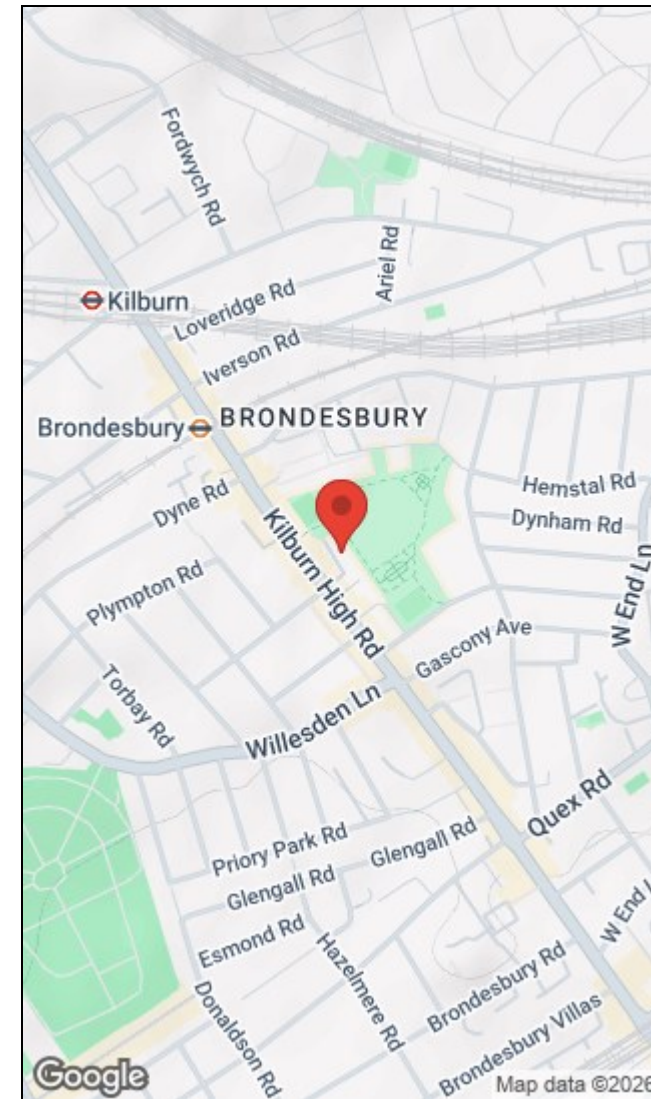 Fordwych Rd
Ariel Rd
Kilburn
Loveridge Rd
Iverson Rd
Brondesbury
BRONDESBURY
Hemstal Rd
Dyne Rd
Dynham Rd
Kilburn High Rd
W End Ln
Plympton Rd
Gascony Ave
Torbay Rd
Willesden Ln
Quex Rd
Priory Park Rd
Glengall Rd
Glengall Rd
Esmond Rd
W End L
Hazelmere Rd
Brondesbury Rd
Donaldson Rd
Brondesbury Villas
Google
Map data ©2026